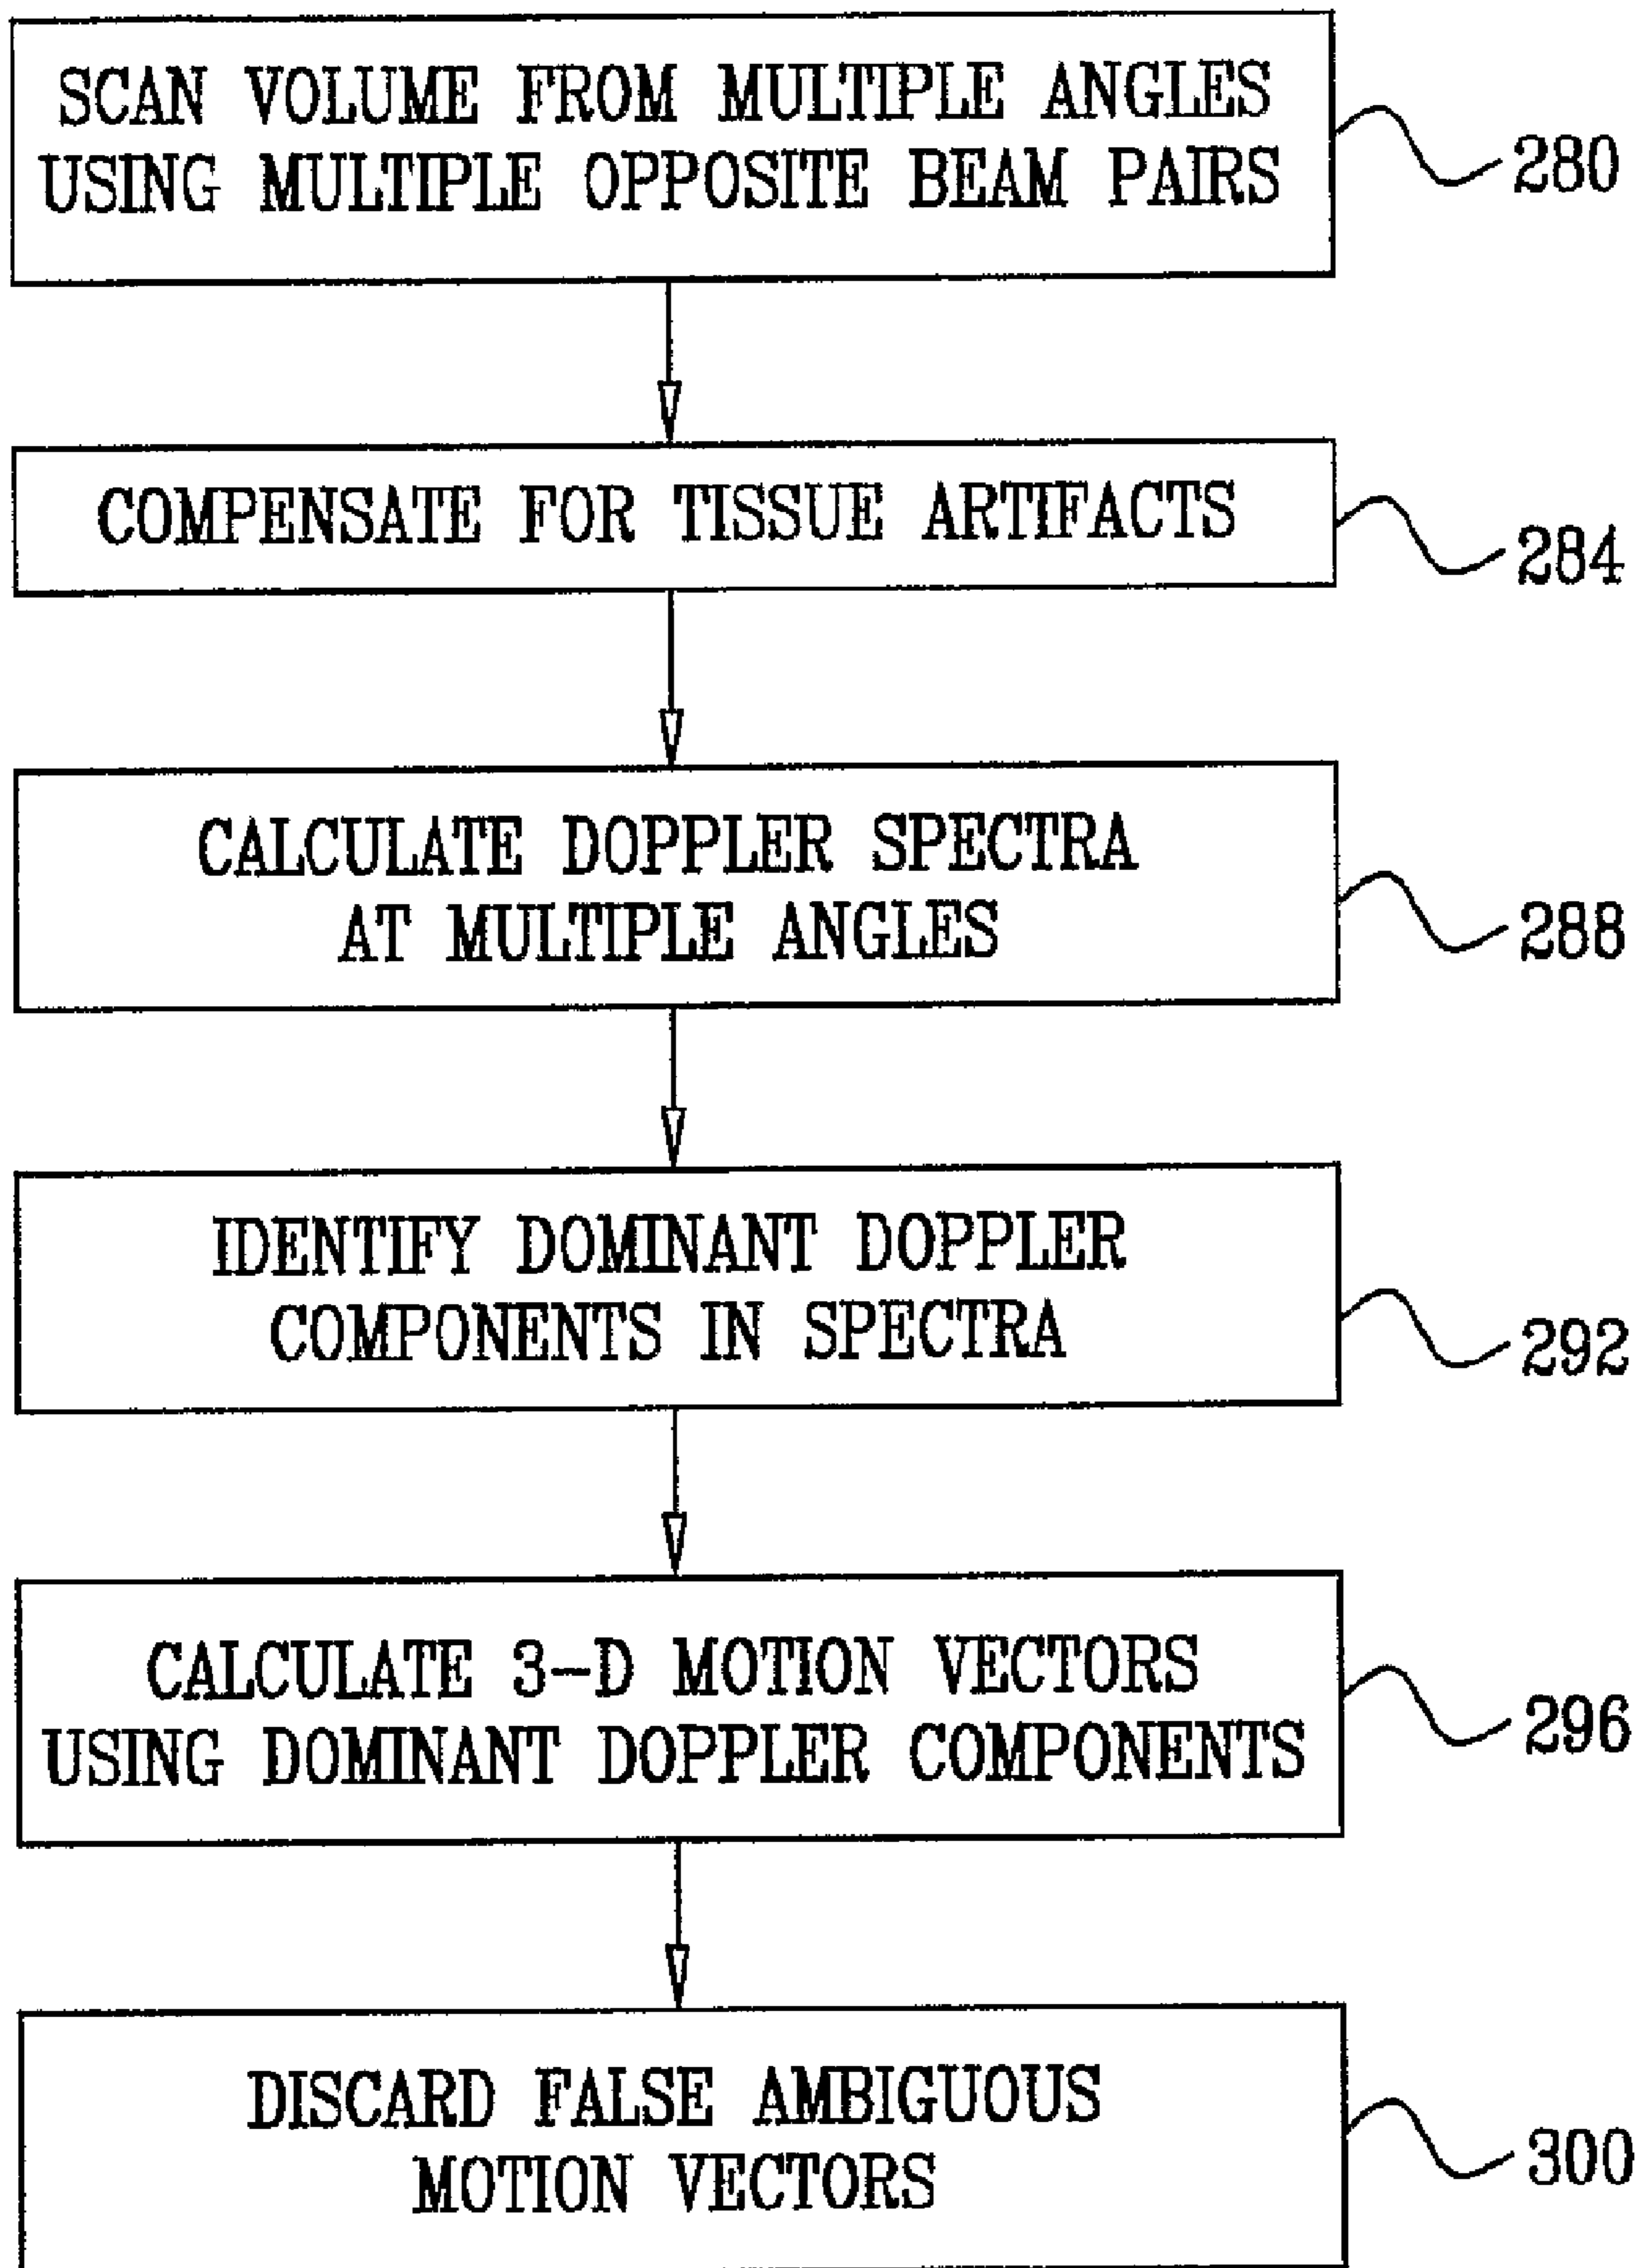 SCAN VOLUME FROM MULTIPLE ANGLES
USING MULTIPLE OPPOSITE BEAM PAIRS
280
COMPENSATE FOR TISSUE ARTIFACTS
284
CALCULATE DOPPLER SPECTRA
AT MULTIPLE ANGLES
288
IDENTIFY DOMINANT DOPPLER
COMPONENTS IN SPECTRA
292
CALCULATE 3-D MOTION VECTORS
USING DOMINANT DOPPLER COMPONENTS
296
DISCARD FALSE AMBIGUOUS
MOTION VECTORS
300